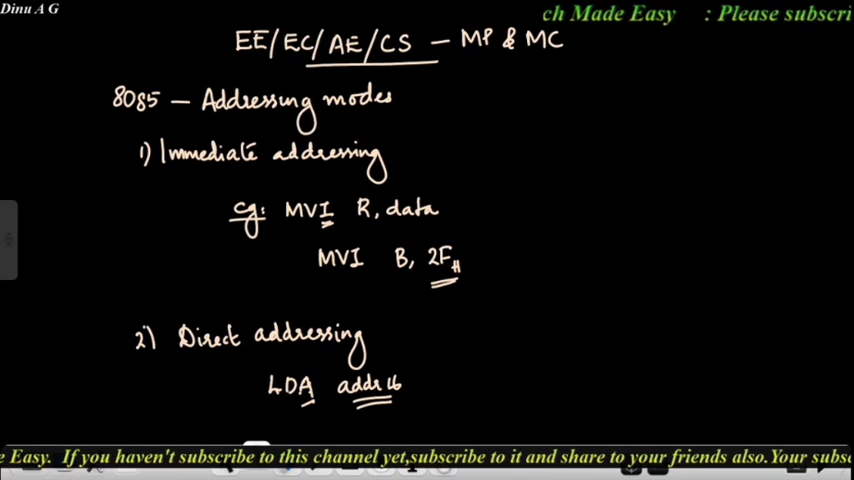 Dinu A G
ch Made Easy : Please subscri
EE/EC/AE/CS - MP & MC
8085 - Addressing modes
1) Immediate addressing
eg: MVI R, data
MVI B, 2FH
2) Direct addressing
LDA addr16
e Easy. If you haven't subscribe to this channel yet,subscribe to it and share to your friends also.Your subs